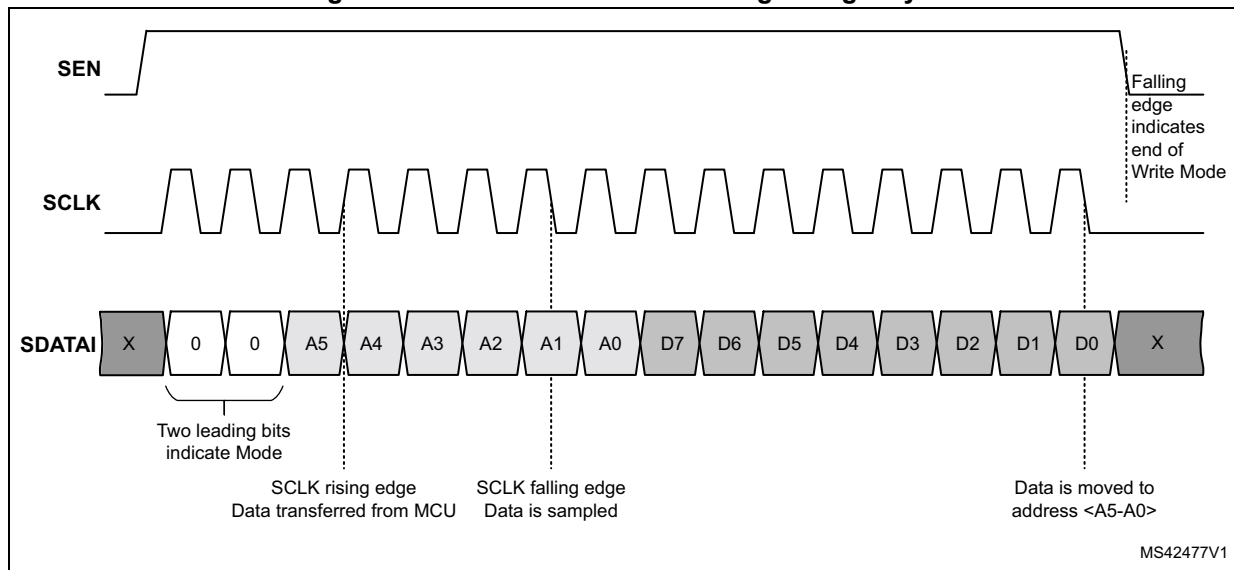 SEN
Falling
edge
indicates
end of
Write Mode
SCLK
SDATAI X 0 0 A5 A4 A3 A2 A1 A0 D7 D6 D5 D4 D3 D2 D1 D0 X
Two leading bits
indicate Mode
SCLK rising edge
Data transferred from MCU
SCLK falling edge
Data is sampled
Data is moved to
address <A5-A0>
MS42477V1